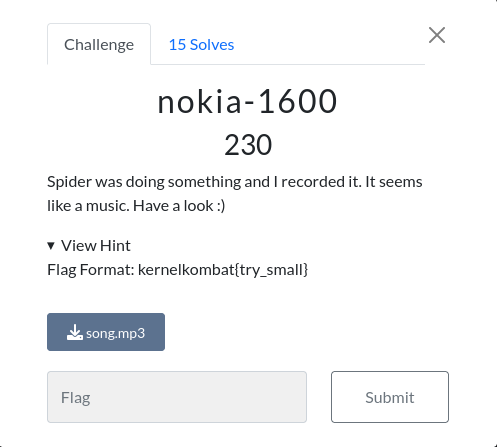 Challenge
15 Solves
nokia-1600
230
Spider was doing something and I recorded it. It seems
like a music. Have a look :)
▼ View Hint
Flag Format: kernelkombat{try_small}
song.mp3
Flag
Submit